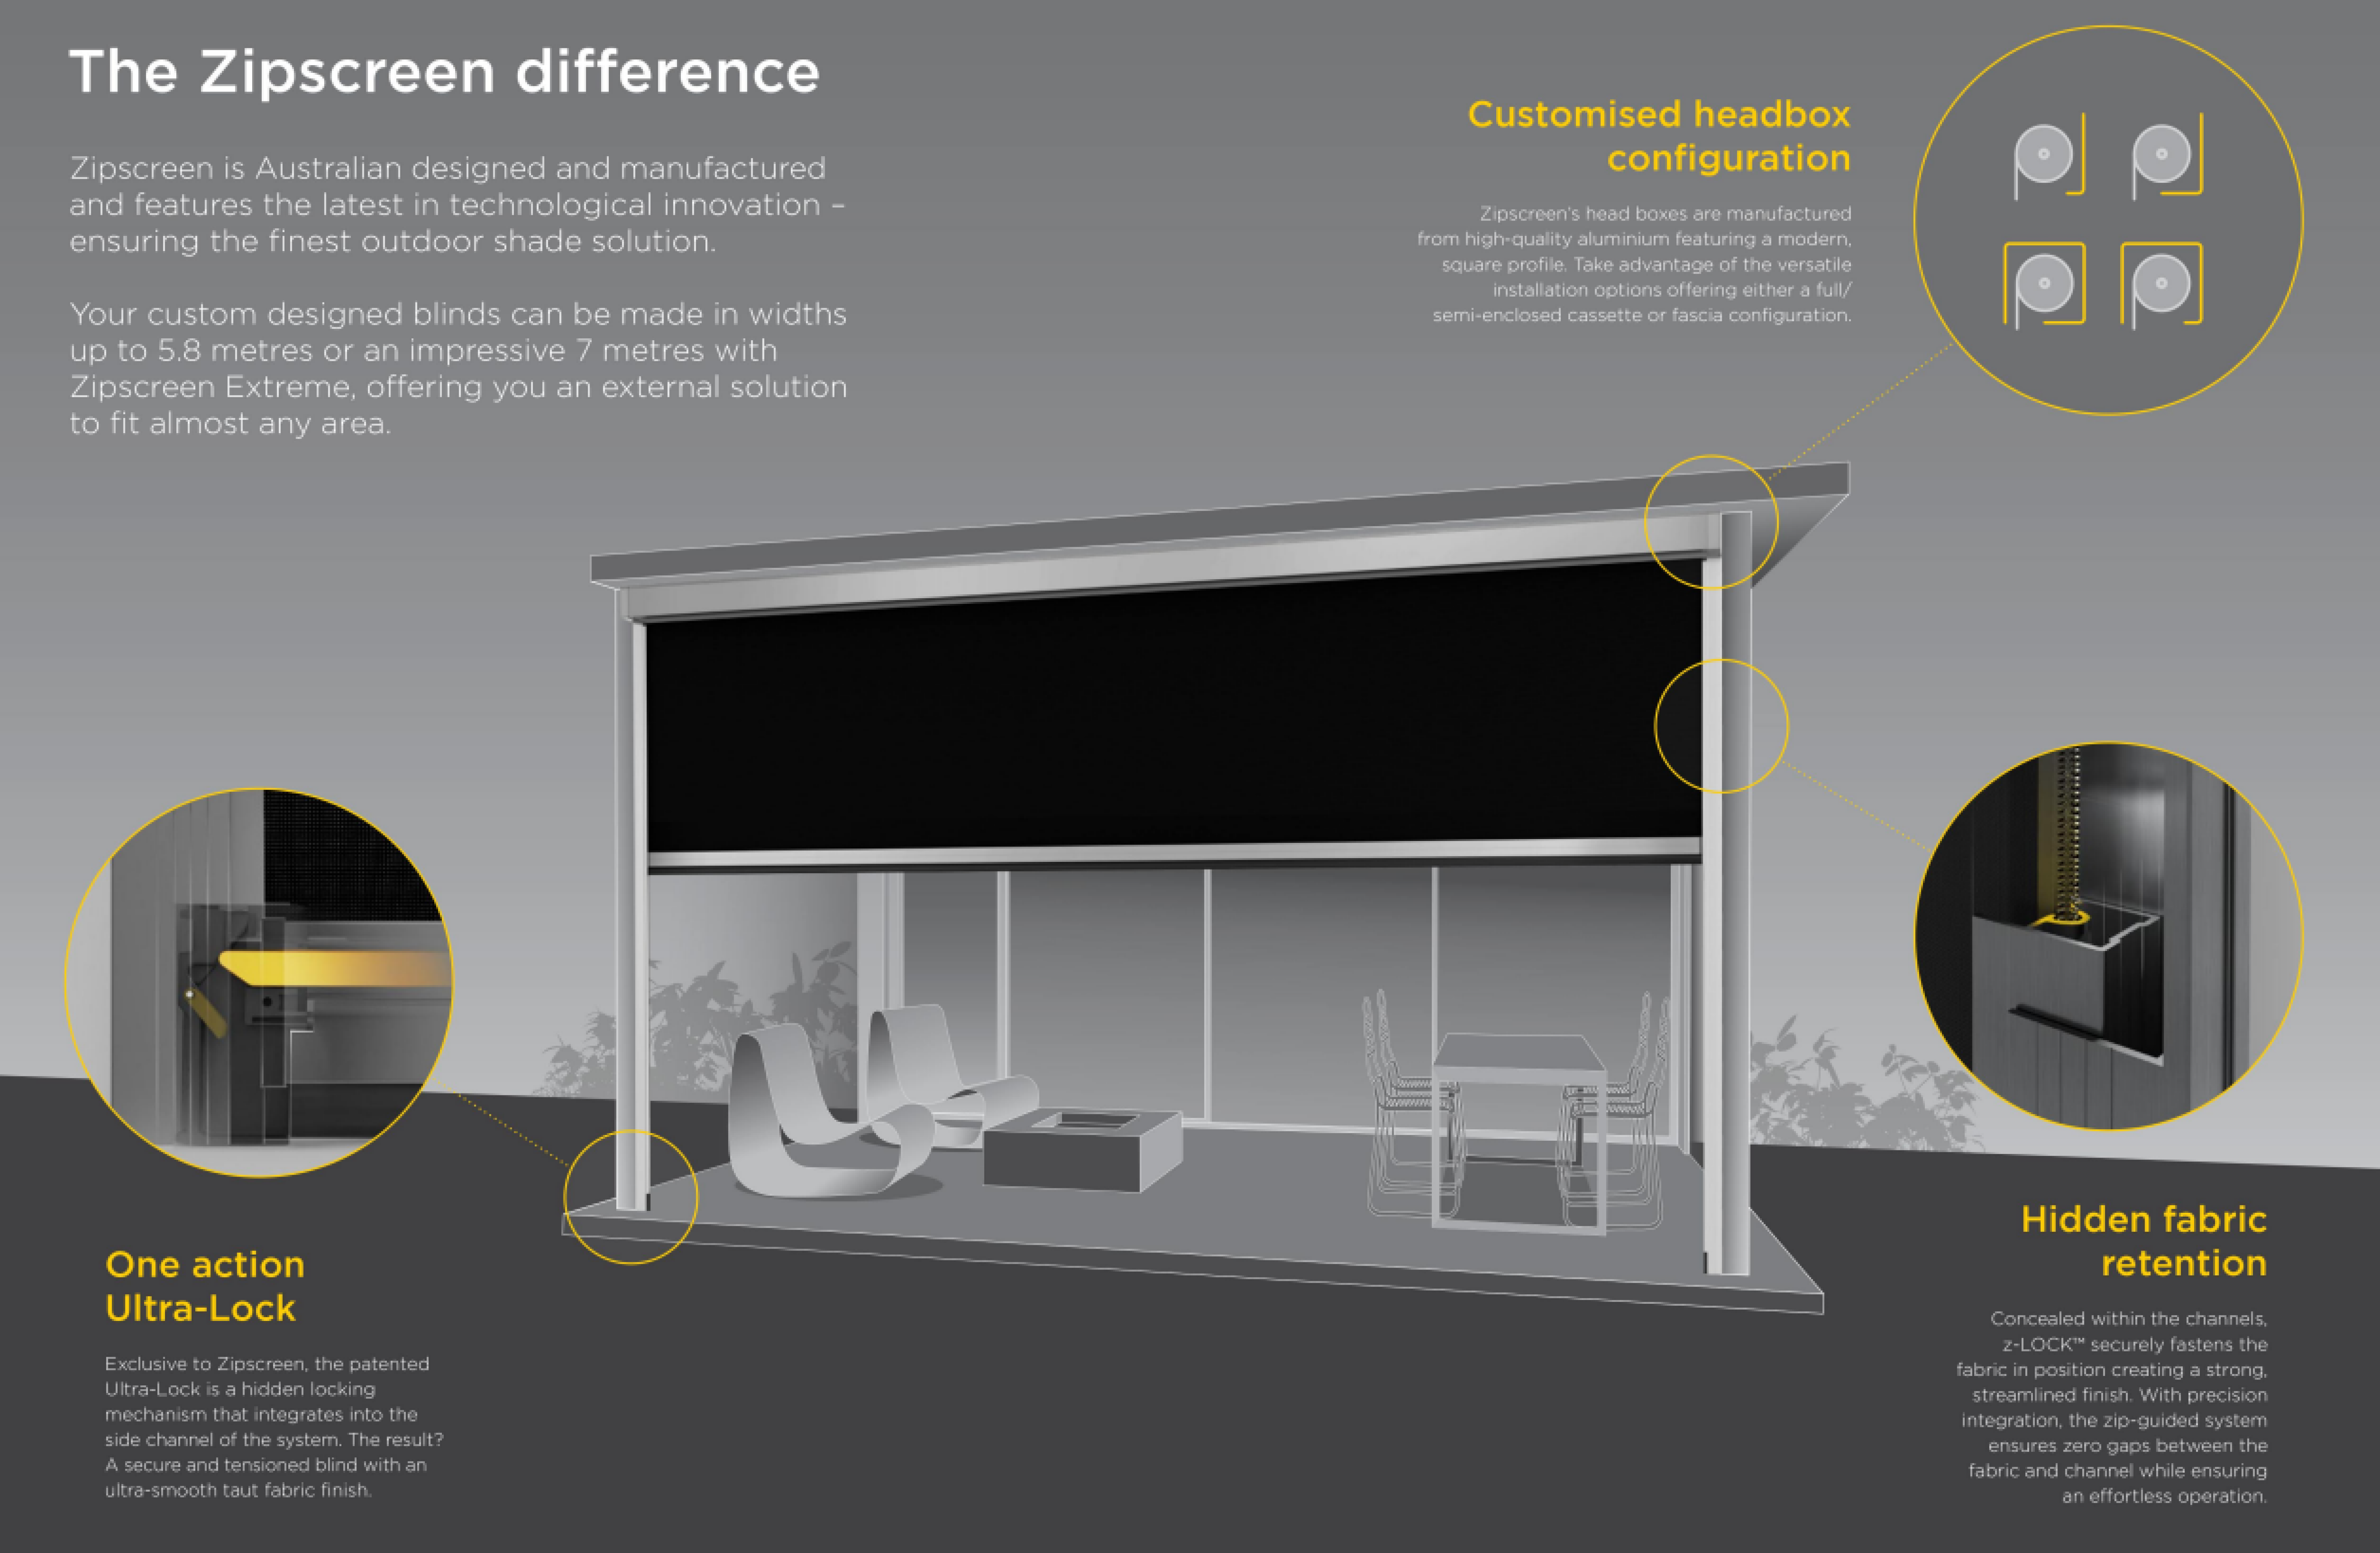 The Zipscreen difference
Zipscreen is Australian designed and manufactured
and features the latest in technological innovation –
ensuring the finest outdoor shade solution.
Your custom designed blinds can be made in widths
up to 5.8 metres or an impressive 7 metres with
Zipscreen Extreme, offering you an external solution
to fit almost any area.
Customised headbox
configuration
Zipscreen's head boxes are manufactured
from high-quality aluminium featuring a modern,
square profile. Take advantage of the versatile
installation options offering either a full/
semi-enclosed cassette or fascia configuration.
One action
Ultra-Lock
Exclusive to Zipscreen, the patented
Ultra-Lock is a hidden locking
mechanism that integrates into the
side channel of the system. The result?
A secure and tensioned blind with an
ultra-smooth taut fabric finish.
Hidden fabric
retention
Concealed within the channels,
z-LOCK™ securely fastens the
fabric in position creating a strong,
streamlined finish. With precision
integration, the zip-guided system
ensures zero gaps between the
fabric and channel while ensuring
an effortless operation.